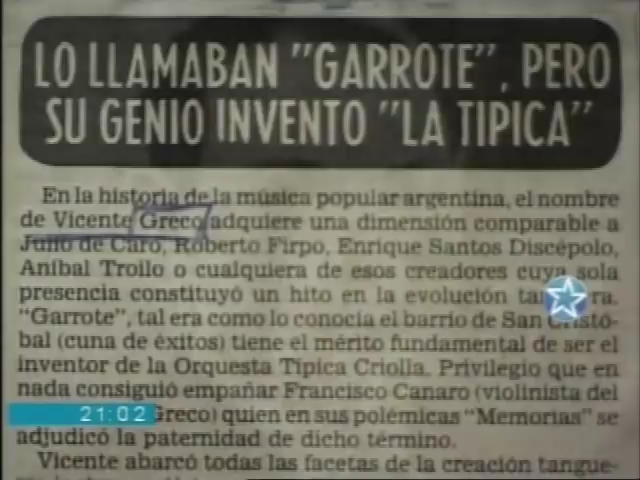 LO LLAMABAN "GARROTE", PERO
SU GENIO INVENTO "LA TIPICA"
En la historia de la música popular argentina, el nombre
de Vicente Greco adquiere una dimensión comparable a
Julio de Caro, Roberto Firpo, Enrique Santos Discépolo,
Aníbal Troilo o cualquiera de esos creadores cuya sola
presencia constituyó un hito en la evolución
"Garrote", tal era como lo conocía el barrio de San Cristó-
bal (cuna de éxitos) tiene el mérito fundamental de ser el
inventor de la Orquesta Típica Criolla. Privilegio que en
nada consiguió empañar Francisco Canaro (violinista del
21:02 Greco) quien en sus polémicas "Memorias" se
adjudicó la paternidad de dicho término.
Vicente abarcó todas las facetas de la creación tangue-